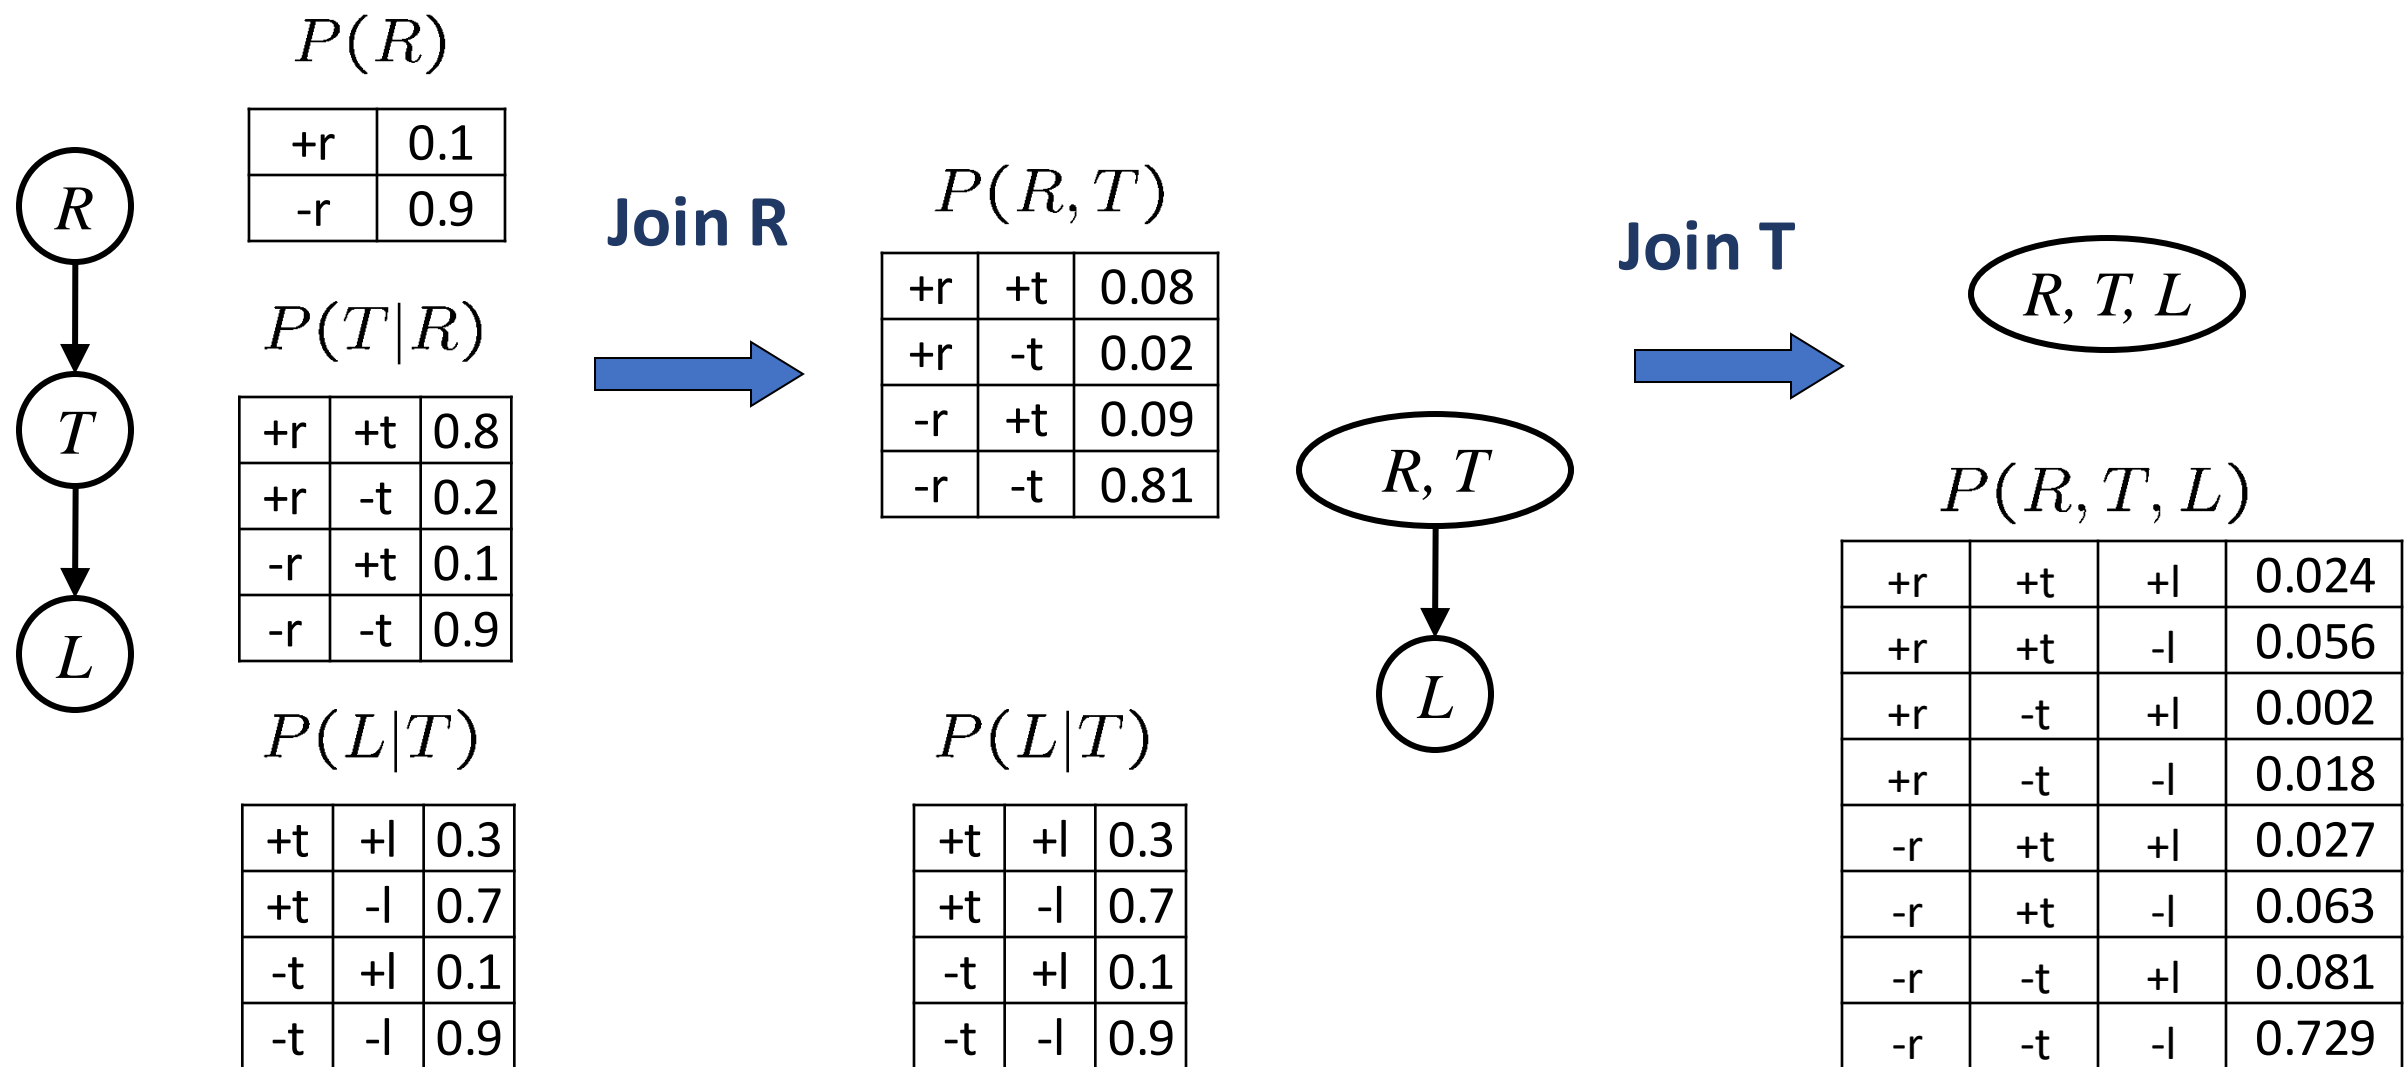 P(R)
+r 0.1
-r 0.9
R
T
L
P(T|R)
+r +t 0.8
+r -t 0.2
-r +t 0.1
-r -t 0.9
P(L|T)
+t +l 0.3
+t -l 0.7
-t +l 0.1
-t -l 0.9
Join R
P(R, T)
+r +t 0.08
+r -t 0.02
-r +t 0.09
-r -t 0.81
R, T
L
P(L|T)
+t +l 0.3
+t -l 0.7
-t +l 0.1
-t -l 0.9
Join T
R, T, L
P(R, T, L)
+r +t +l 0.024
+r +t -l 0.056
+r -t +l 0.002
+r -t -l 0.018
-r +t +l 0.027
-r +t -l 0.063
-r -t +l 0.081
-r -t -l 0.729